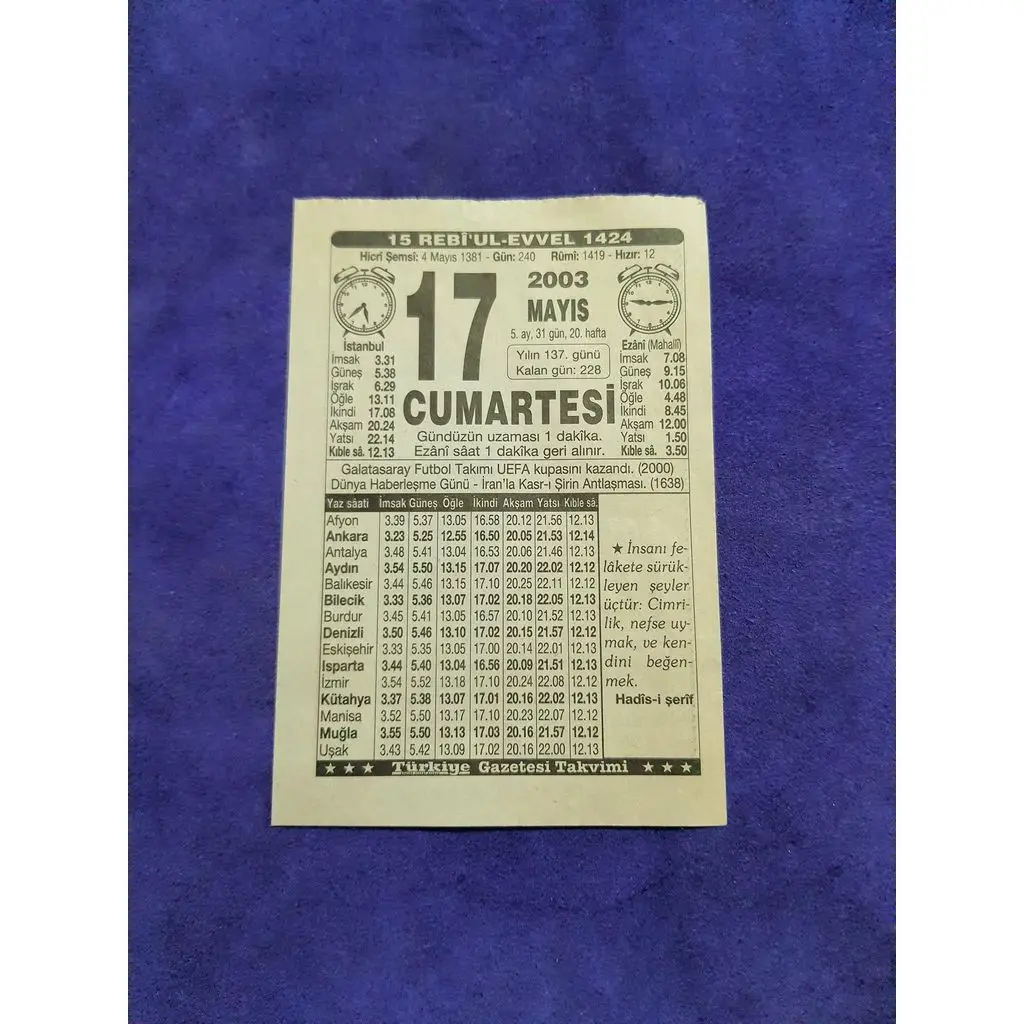 15 REBÎ'UL-EVVEL 1424
Hicrî Şemsî: 4 Mayıs 1381 - Gün: 240 Rûmî: 1419 - Hızır: 12
17
2003
MAYIS
5. ay, 31 gün, 20. hafta
Yılın 137. günü
Kalan gün: 228
CUMARTESİ
Gündüzün uzaması 1 dakîka.
Ezânî sâat 1 dakîka geri alınır.
İstanbul
İmsak 3.31
Güneş 5.38
İşrak 6.29
Öğle 13.11
İkindi 17.08
Akşam 20.24
Yatsı 22.14
Kıble sâ. 12.13
Ezânî (Mahallî)
İmsak 7.08
Güneş 9.15
İşrak 10.06
Öğle 4.48
İkindi 8.45
Akşam 12.00
Yatsı 1.50
Kıble sâ. 3.50
Galatasaray Futbol Takımı UEFA kupasını kazandı. (2000)
Dünya Haberleşme Günü - İran'la Kasr-ı Şirin Antlaşması. (1638)
Yaz sâati İmsak Güneş Öğle İkindi Akşam Yatsı Kıble sâ.
Afyon 3.39 5.37 13.05 16.58 20.12 21.56 12.13
Ankara 3.23 5.25 12.55 16.50 20.05 21.53 12.14
Antalya 3.48 5.41 13.04 16.53 20.06 21.46 12.13
Aydın 3.54 5.50 13.15 17.07 20.20 22.02 12.12
Balıkesir 3.44 5.46 13.15 17.10 20.25 22.11 12.12
Bilecik 3.33 5.36 13.07 17.02 20.18 22.05 12.13
Burdur 3.45 5.41 13.05 16.57 20.10 21.52 12.13
Denizli 3.50 5.46 13.10 17.02 20.15 21.57 12.12
Eskişehir 3.33 5.35 13.05 17.00 20.14 22.01 12.13
Isparta 3.44 5.40 13.04 16.56 20.09 21.51 12.13
İzmir 3.54 5.52 13.18 17.10 20.24 22.08 12.12
Kütahya 3.37 5.38 13.07 17.01 20.16 22.02 12.13
Manisa 3.52 5.50 13.17 17.10 20.23 22.07 12.12
Muğla 3.55 5.50 13.13 17.03 20.16 21.57 12.12
Uşak 3.43 5.42 13.09 17.02 20.16 22.00 12.13
★ İnsanı fe-
lâkete sürük-
leyen şeyler
üçtür: Cimri-
lik, nefse uy-
mak, ve ken-
dini beğen-
mek.
Hadîs-i şerîf
★ ★ ★ Türkiye Gazetesi Takvimi ★ ★ ★